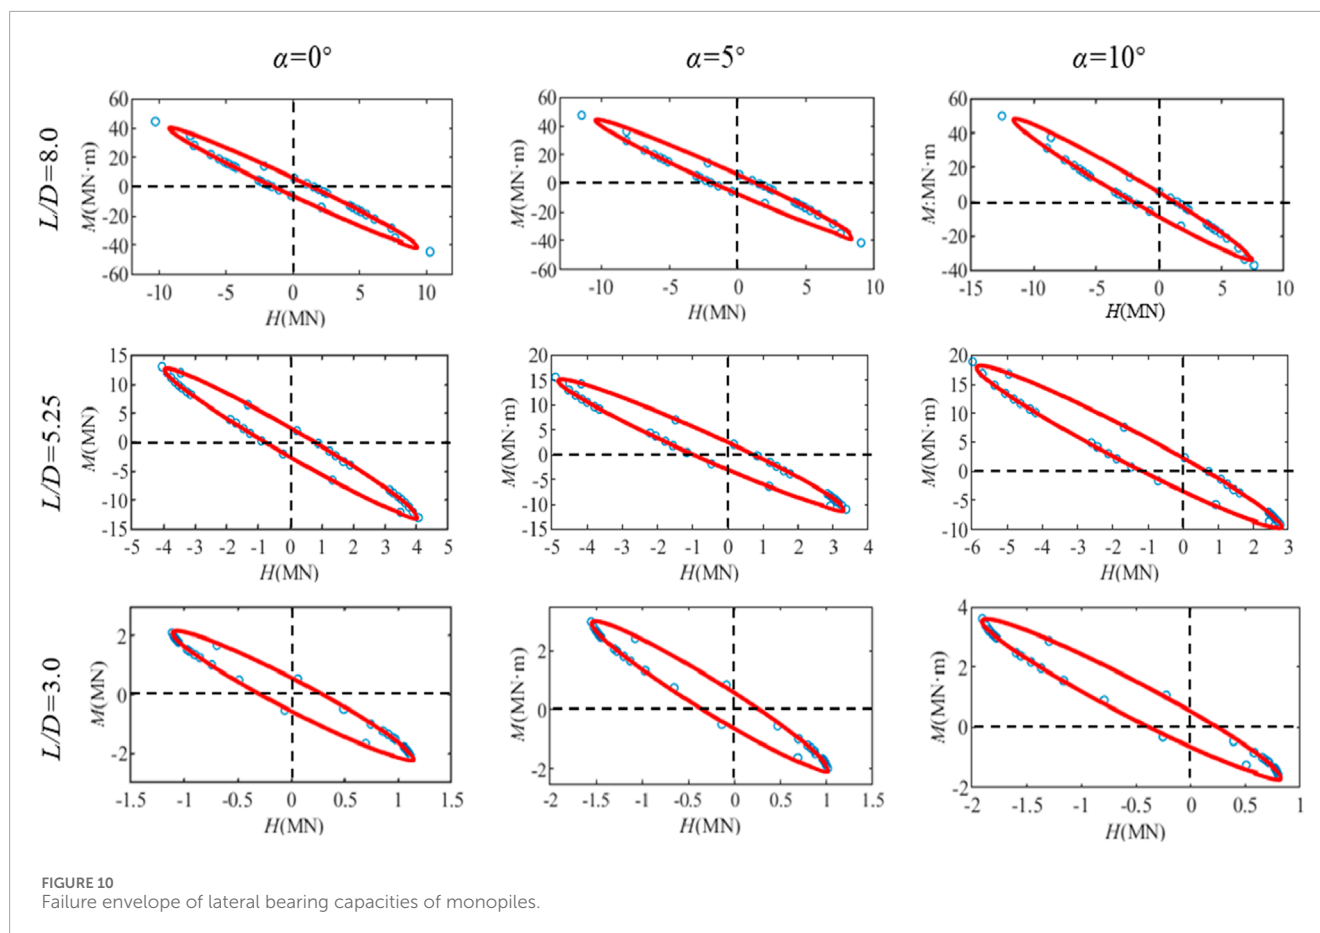 α=0° α=5° α=10°
L/D=8.0
M(MN·m)
60
40
20
0
-20
-40
-60
-10 -5 0 5 10
H(MN)
M(MN·m)
60
40
20
0
-20
-40
-60
-10 -5 0 5 10
H(MN)
M:MN·m
60
40
20
0
-20
-40
-15 -10 -5 0 5 10
H(MN)
L/D=5.25
M(MN)
15
10
5
0
-5
-10
-15
-5 -4 -3 -2 -1 0 1 2 3 4 5
H(MN)
M(MN·m)
20
15
10
5
0
-5
-10
-15
-5 -4 -3 -2 -1 0 1 2 3 4
H(MN)
M(MN·m)
20
15
10
5
0
-5
-10
-6 -5 -4 -3 -2 -1 0 1 2 3
H(MN)
L/D=3.0
M(MN)
2
0
-2
-1.5 -1 -0.5 0 0.5 1 1.5
H(MN)
M(MN·m)
2
0
-2
-2 -1.5 -1 -0.5 0 0.5 1 1.5
H(MN)
M(MN·m)
4
2
0
-2
-2 -1.5 -1 -0.5 0 0.5 1
H(MN)
FIGURE 10
Failure envelope of lateral bearing capacities of monopiles.